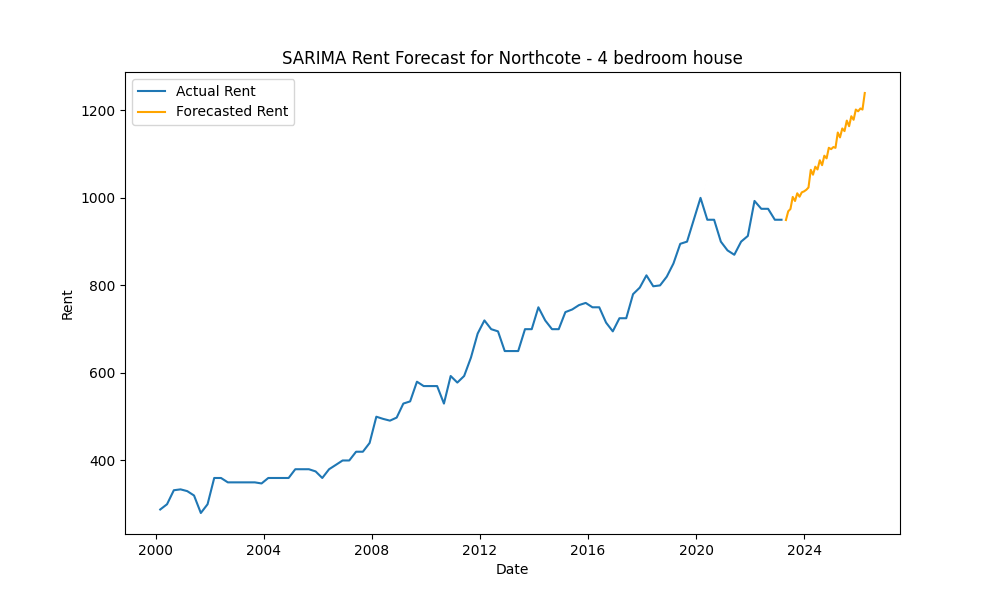 SARIMA Rent Forecast for Northcote - 4 bedroom house
Actual Rent
Forecasted Rent
1200
1000
800
600
400
Rent
2000 2004 2008 2012 2016 2020 2024
Date